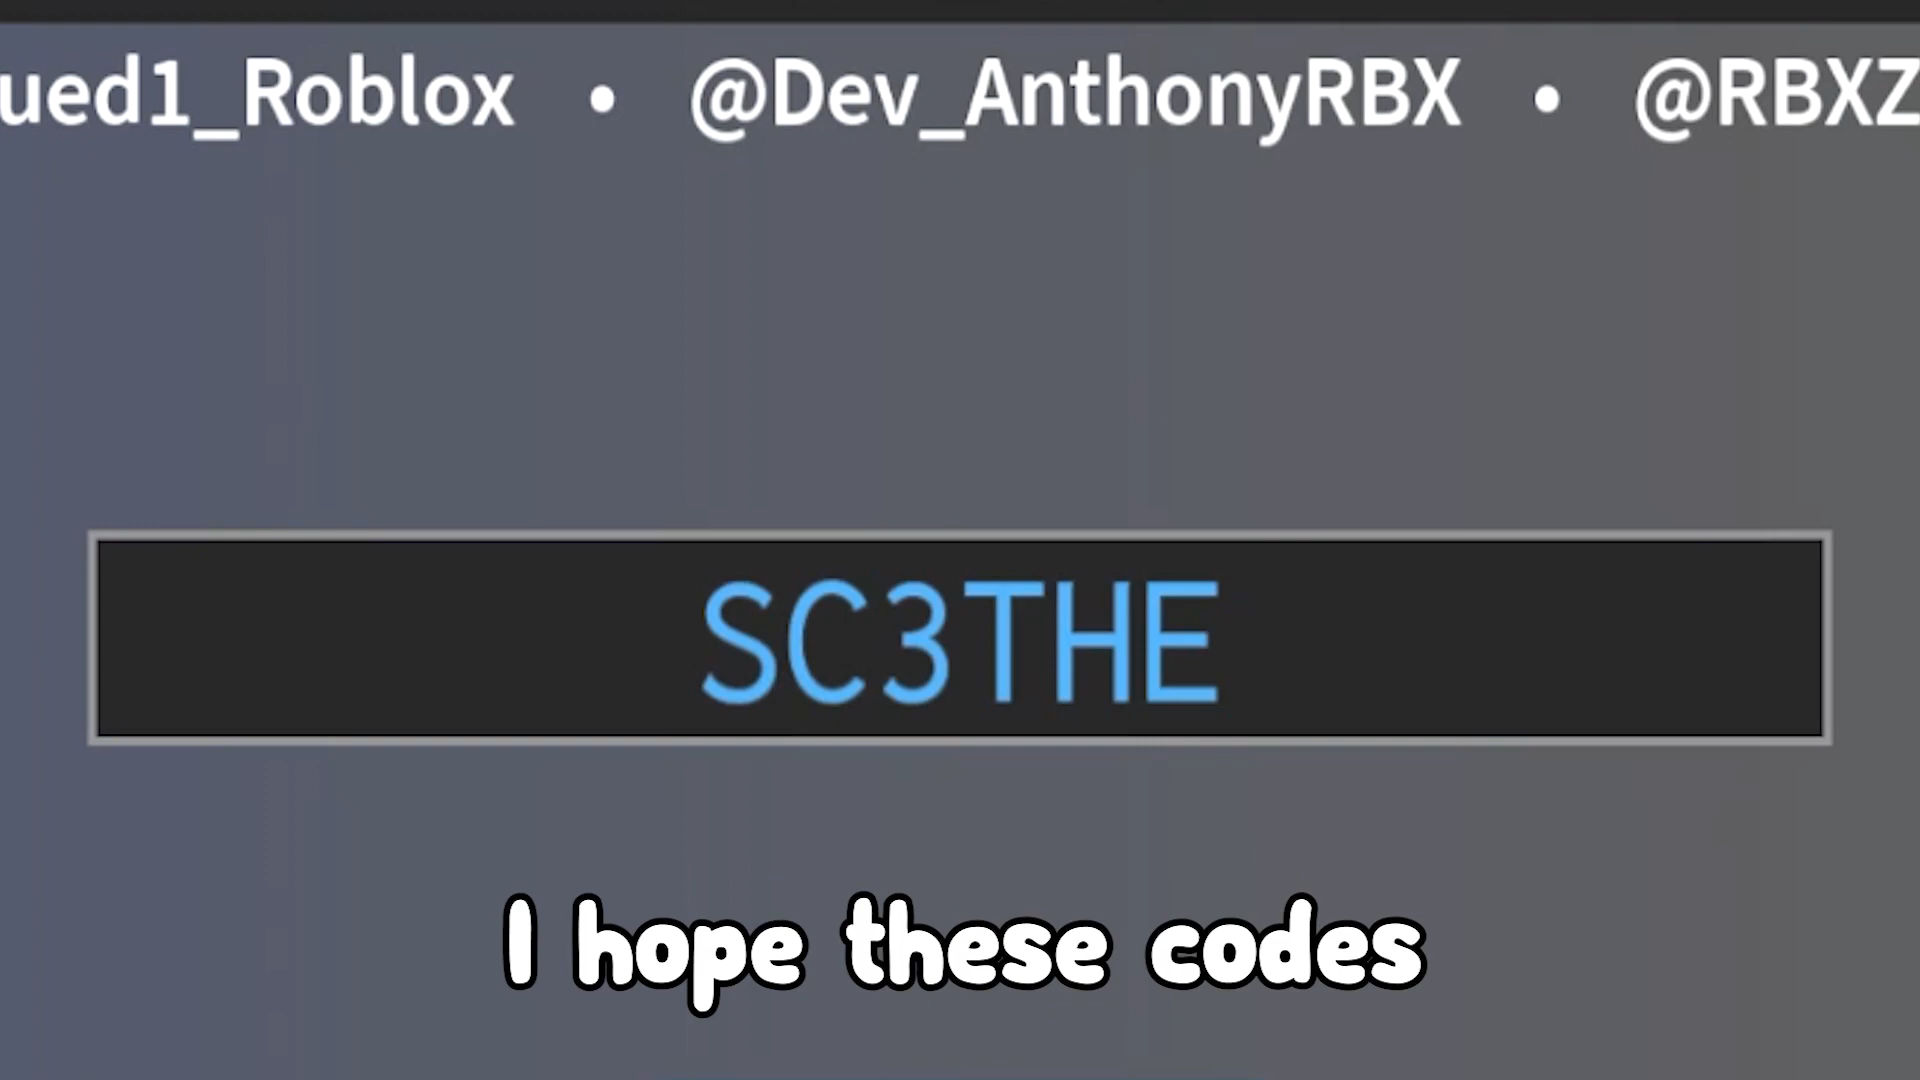 ued1_Roblox • @Dev_AnthonyRBX • @RBXZ
SC3THE
I hope these codes